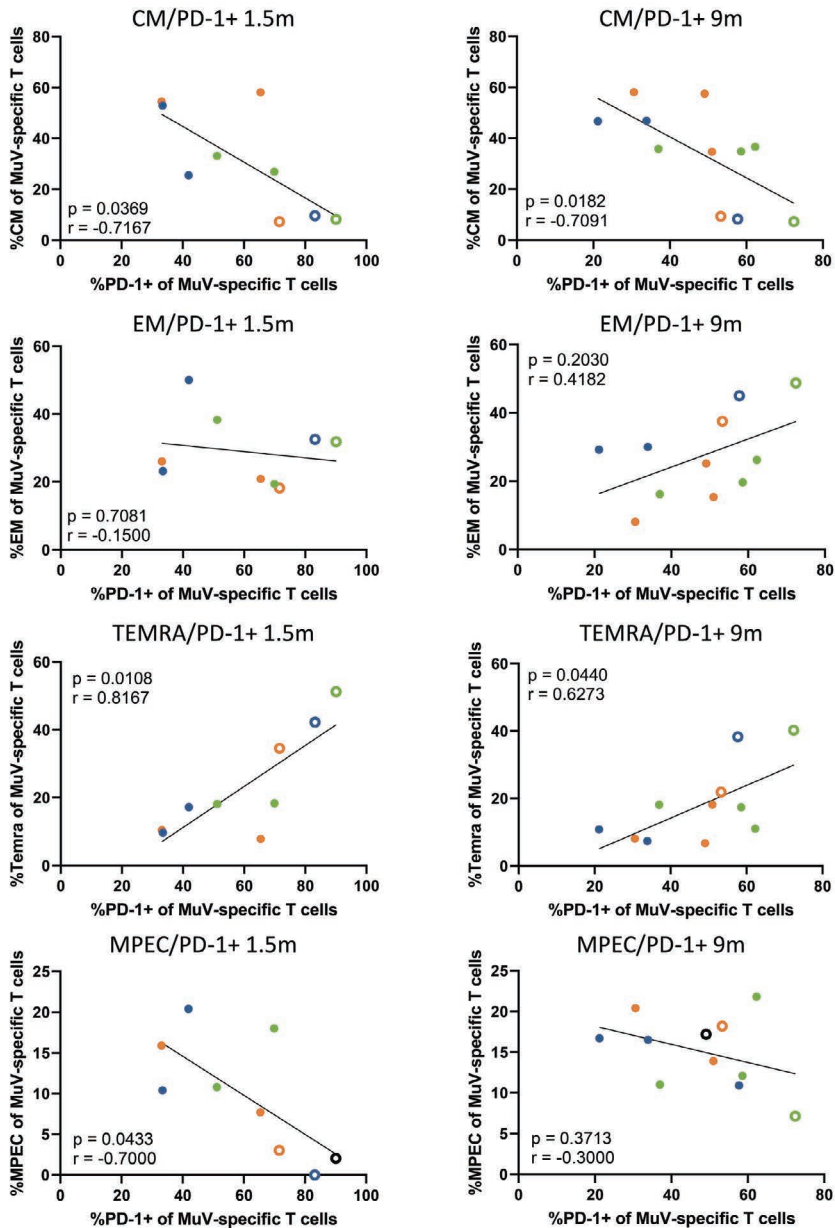 CM/PD-1+ 1.5m
%CM of MuV-specific T cells
80
60
40
20
0
p = 0.0369
r = -0.7167
0 20 40 60 80 100
%PD-1+ of MuV-specific T cells
CM/PD-1+ 9m
%CM of MuV-specific T cells
80
60
40
20
0
p = 0.0182
r = -0.7091
0 20 40 60 80
%PD-1+ of MuV-specific T cells
EM/PD-1+ 1.5m
%EM of MuV-specific T cells
60
40
20
0
p = 0.7081
r = -0.1500
0 20 40 60 80 100
%PD-1+ of MuV-specific T cells
EM/PD-1+ 9m
%EM of MuV-specific T cells
60
40
20
0
p = 0.2030
r = 0.4182
0 20 40 60 80
%PD-1+ of MuV-specific T cells
TEMRA/PD-1+ 1.5m
%Temra of MuV-specific T cells
60
40
20
0
p = 0.0108
r = 0.8167
0 20 40 60 80 100
%PD-1+ of MuV-specific T cells
TEMRA/PD-1+ 9m
%Temra of MuV-specific T cells
60
40
20
0
p = 0.0440
r = 0.6273
0 20 40 60 80
%PD-1+ of MuV-specific T cells
MPEC/PD-1+ 1.5m
%MPEC of MuV-specific T cells
25
20
15
10
5
0
p = 0.0433
r = -0.7000
0 20 40 60 80 100
%PD-1+ of MuV-specific T cells
MPEC/PD-1+ 9m
%MPEC of MuV-specific T cells
25
20
15
10
5
0
p = 0.3713
r = -0.3000
0 20 40 60 80
%PD-1+ of MuV-specific T cells